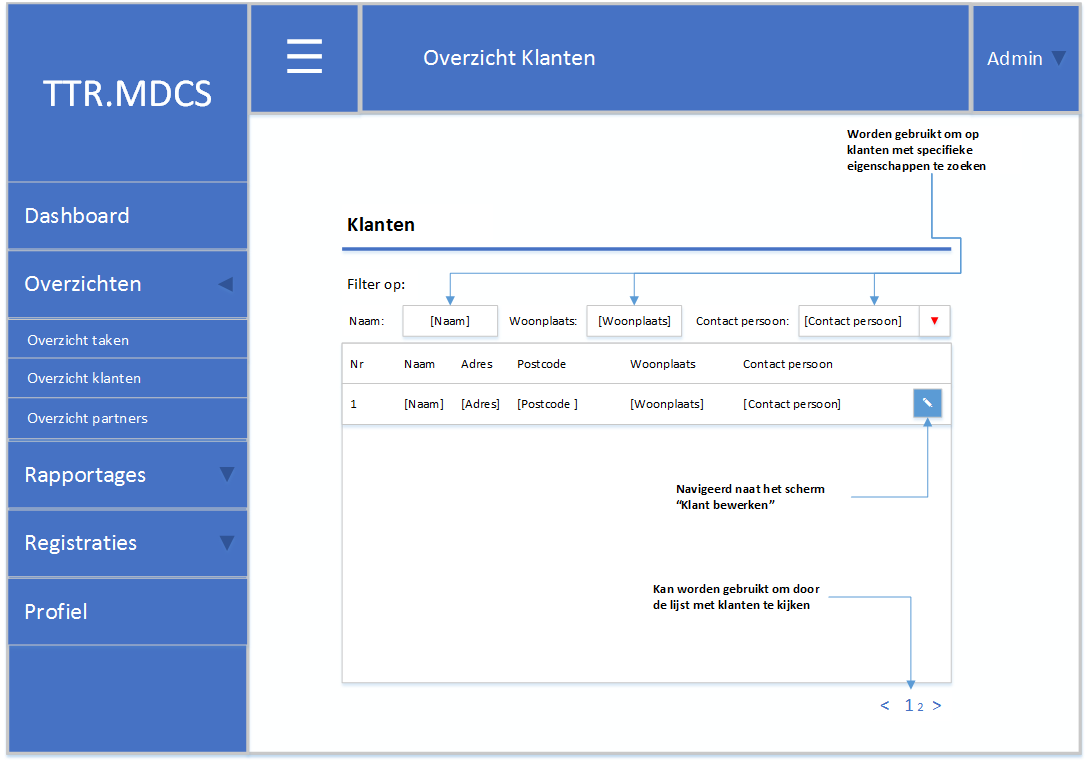 TTR.MDCS
Overzicht Klanten
Admin
Dashboard
Overzichten
Overzicht taken
Overzicht klanten
Overzicht partners
Rapportages
Registraties
Profiel
Worden gebruikt om op
klanten met specifieke
eigenschappen te zoeken
Klanten
Filter op:
Naam: [Naam] Woonplaats: [Woonplaats] Contact persoon: [Contact persoon]
Nr Naam Adres Postcode Woonplaats Contact persoon
1 [Naam] [Adres] [Postcode ] [Woonplaats] [Contact persoon]
Navigeerd naat het scherm
“Klant bewerken”
Kan worden gebruikt om door
de lijst met klanten te kijken
< 1 2 >